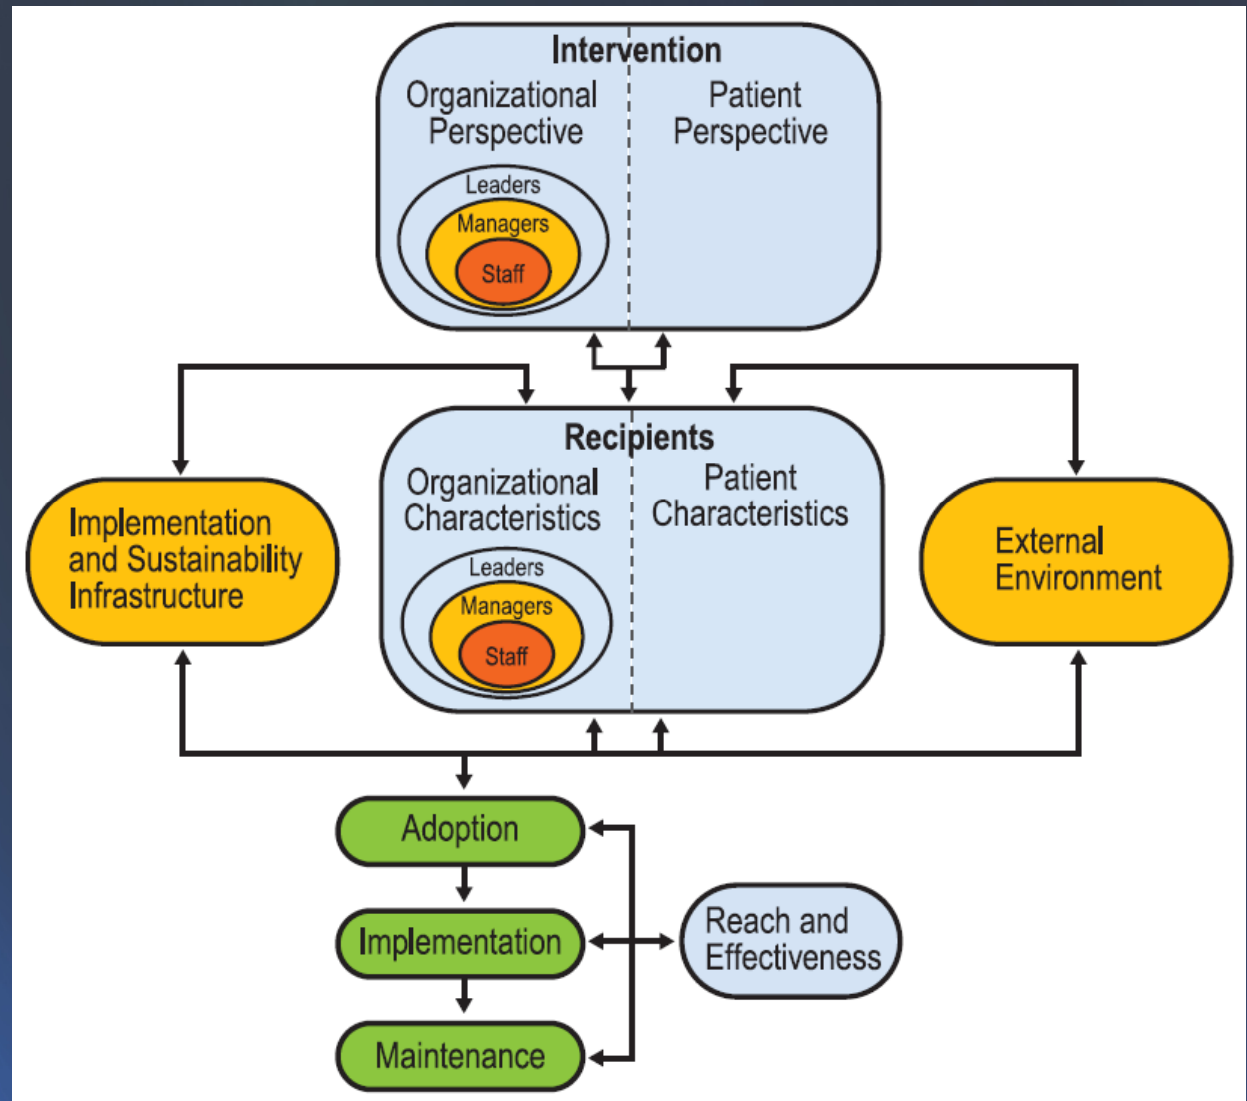 Intervention
Organizational
Perspective
Patient
Perspective
Leaders
Managers
Staff
Recipients
Organizational
Characteristics
Patient
Characteristics
Leaders
Managers
Staff
Implementation
and Sustainability
Infrastructure
External
Environment
Adoption
Implementation
Maintenance
Reach and
Effectiveness